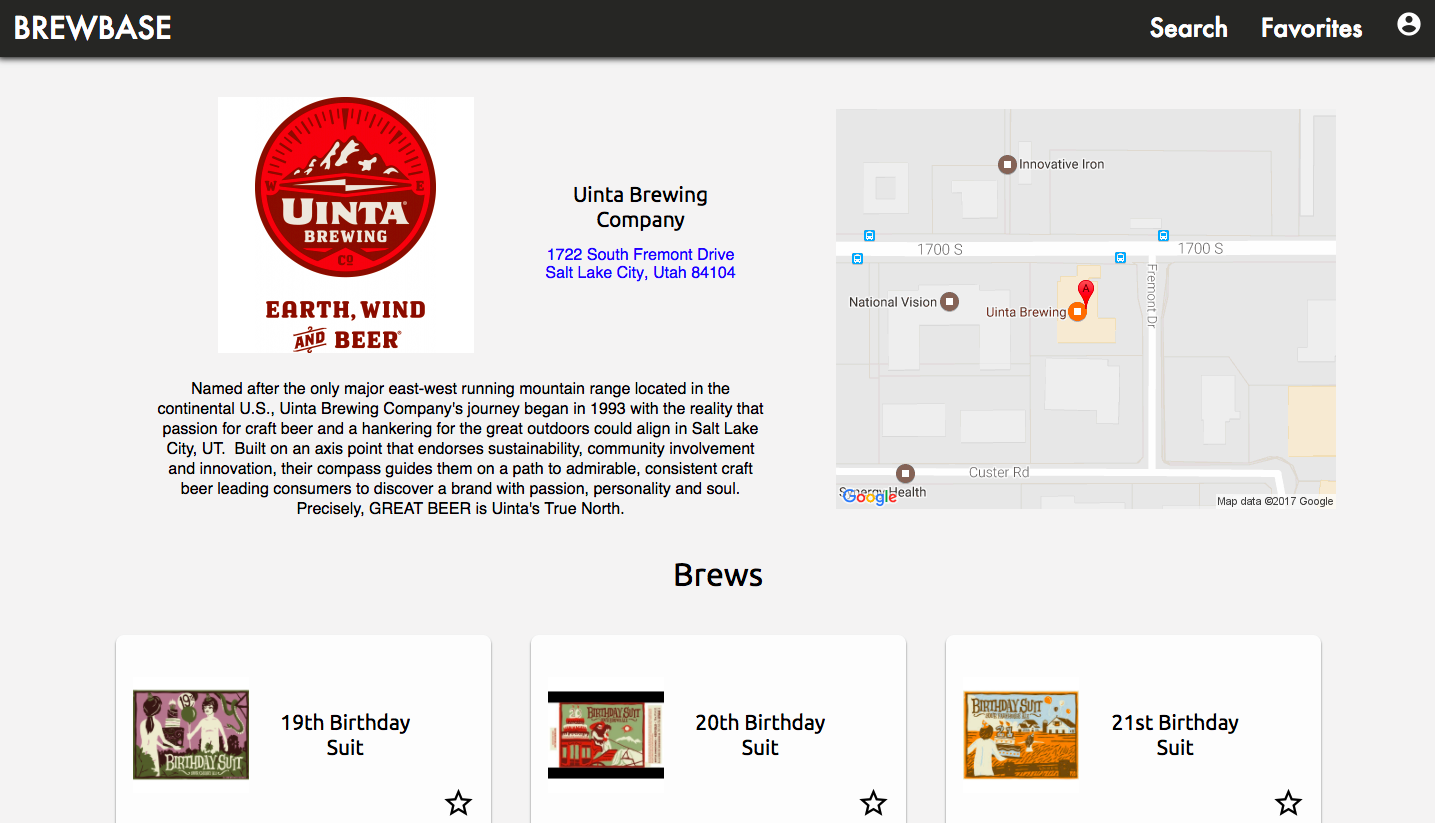 BREWBASE
Search
Favorites
W
E
UINTA
BREWING
CO
EARTH, WIND
AND BEER
Uinta Brewing
Company
1722 South Fremont Drive
Salt Lake City, Utah 84104
Innovative Iron
1700 S
1700 S
Fremont Dr
National Vision
A
Uinta Brewing
Custer Rd
Synergy Health
Google
Map data ©2017 Google
Named after the only major east-west running mountain range located in the
continental U.S., Uinta Brewing Company's journey began in 1993 with the reality that
passion for craft beer and a hankering for the great outdoors could align in Salt Lake
City, UT.  Built on an axis point that endorses sustainability, community involvement
and innovation, their compass guides them on a path to admirable, consistent craft
beer leading consumers to discover a brand with passion, personality and soul.
Precisely, GREAT BEER is Uinta's True North.
Brews
19th
BIRTHDAY SUIT
19th Birthday
Suit
BIRTHDAY SUIT
20th Birthday
Suit
BIRTHDAY SUIT
21st Birthday
Suit